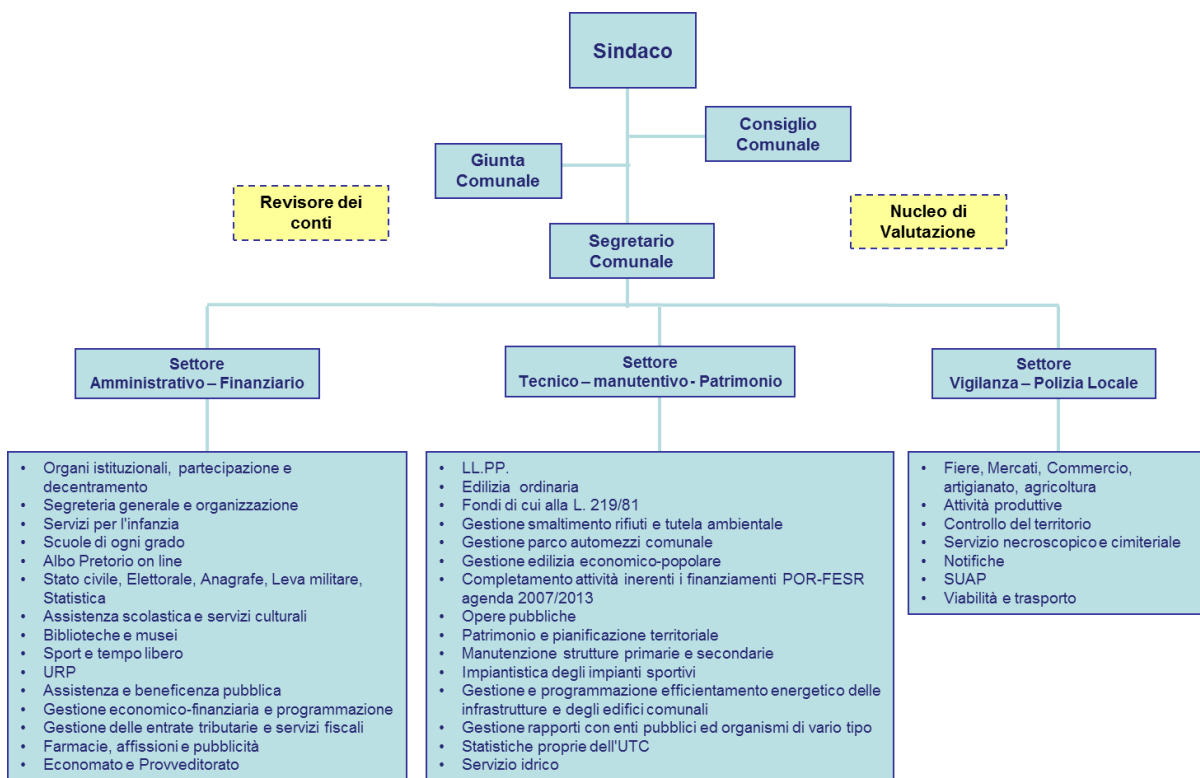 Sindaco
Consiglio
Comunale
Giunta
Comunale
Revisore dei
conti
Nucleo di
Valutazione
Segretario
Comunale
Settore
Amministrativo – Finanziario
Settore
Tecnico – manutentivo - Patrimonio
Settore
Vigilanza – Polizia Locale
• Organi istituzionali, partecipazione e
decentramento
• Segreteria generale e organizzazione
• Servizi per l'infanzia
• Scuole di ogni grado
• Albo Pretorio on line
• Stato civile, Elettorale, Anagrafe, Leva militare,
Statistica
• Assistenza scolastica e servizi culturali
• Biblioteche e musei
• Sport e tempo libero
• URP
• Assistenza e beneficenza pubblica
• Gestione economico-finanziaria e programmazione
• Gestione delle entrate tributarie e servizi fiscali
• Farmacie, affissioni e pubblicità
• Economato e Provveditorato
• LL.PP.
• Edilizia ordinaria
• Fondi di cui alla L. 219/81
• Gestione smaltimento rifiuti e tutela ambientale
• Gestione parco automezzi comunale
• Gestione edilizia economico-popolare
• Completamento attività inerenti i finanziamenti POR-FESR
agenda 2007/2013
• Opere pubbliche
• Patrimonio e pianificazione territoriale
• Manutenzione strutture primarie e secondarie
• Impiantistica degli impianti sportivi
• Gestione e programmazione efficientamento energetico delle
infrastrutture e degli edifici comunali
• Gestione rapporti con enti pubblici ed organismi di vario tipo
• Statistiche proprie dell'UTC
• Servizio idrico
• Fiere, Mercati, Commercio,
artigianato, agricoltura
• Attività produttive
• Controllo del territorio
• Servizio necroscopico e cimiteriale
• Notifiche
• SUAP
• Viabilità e trasporto